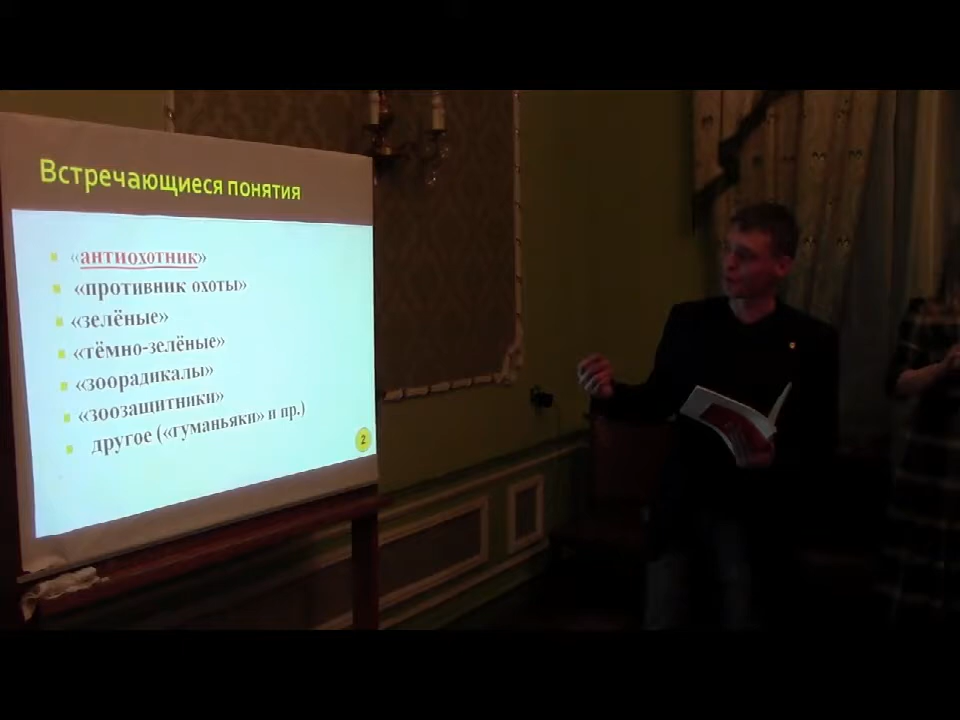 Встречающиеся понятия
«антиохотник»
«противник охоты»
«зелёные»
«тёмно-зелёные»
«зоорадикалы»
«зоозащитники»
другое («гуманьяки» и пр.)
2